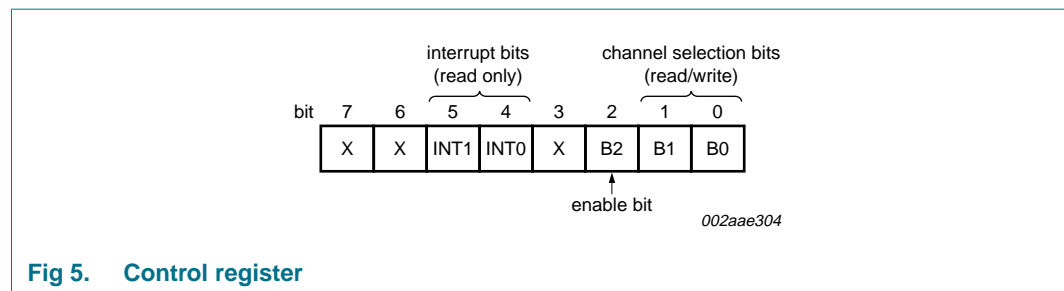 interrupt bits channel selection bits
(read only) (read/write)
bit 7 6 5 4 3 2 1 0
X X INT1 INT0 X B2 B1 B0
enable bit
002aae304
Fig 5. Control register